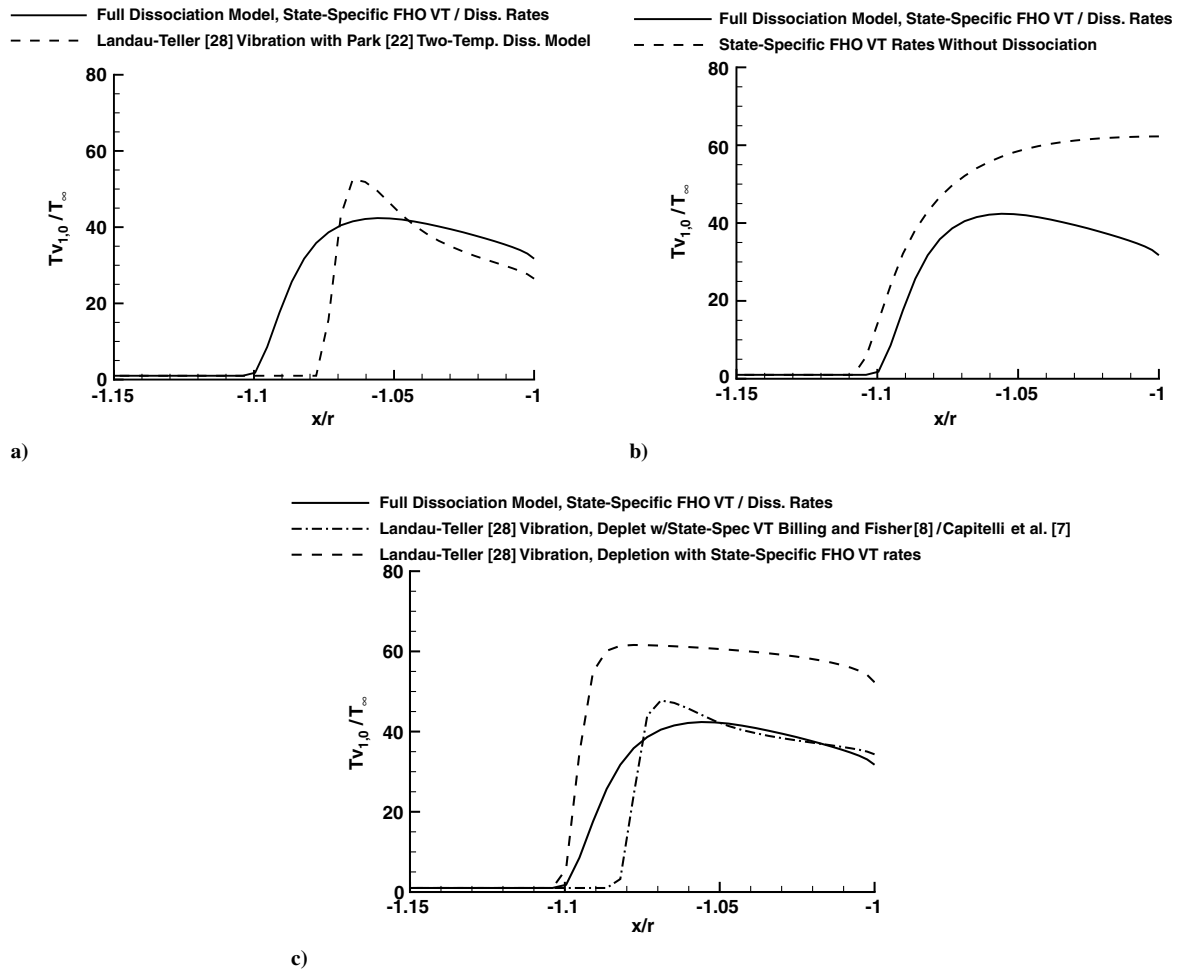 Full Dissociation Model, State-Specific FHO VT / Diss. Rates
Landau-Teller [28] Vibration with Park [22] Two-Temp. Diss. Model
80
60
40
20
0
Tv1,0 / T∞
-1.15
-1.1
-1.05
-1
x/r
a)
Full Dissociation Model, State-Specific FHO VT / Diss. Rates
State-Specific FHO VT Rates Without Dissociation
80
60
40
20
0
Tv1,0 / T∞
-1.15
-1.1
-1.05
-1
x/r
b)
Full Dissociation Model, State-Specific FHO VT / Diss. Rates
Landau-Teller [28] Vibration, Deplet w/State-Spec VT Billing and Fisher[8] /Capitelli et al. [7]
Landau-Teller [28] Vibration, Depletion with State-Specific FHO VT rates
80
60
40
20
0
Tv1,0 / T∞
-1.15
-1.1
-1.05
-1
x/r
c)